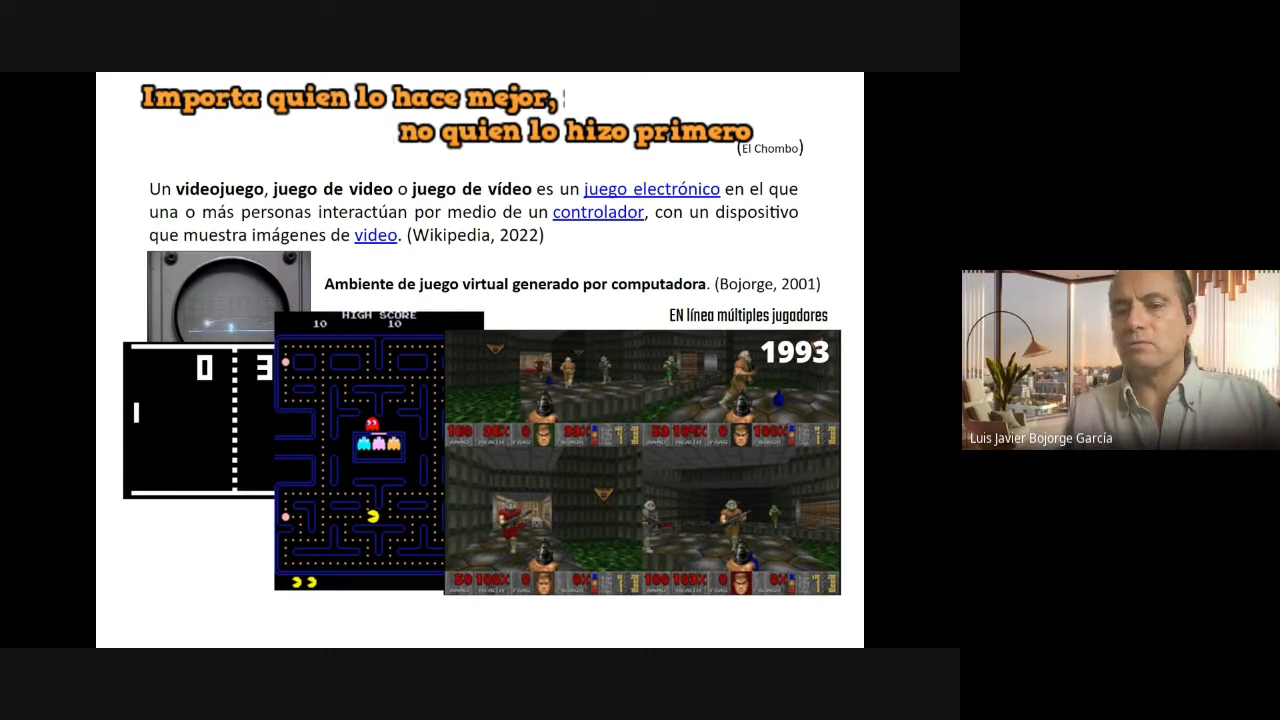 Importa quien lo hace mejor,
no quien lo hizo primero
(El Chombo)
Un videojuego, juego de video o juego de vídeo es un juego electrónico en el que
una o más personas interactúan por medio de un controlador, con un dispositivo
que muestra imágenes de video. (Wikipedia, 2022)
Ambiente de juego virtual generado por computadora. (Bojorge, 2001)
EN línea múltiples jugadores
1993
HIGH SCORE
10 10
0 3
Luis Javier Bojorge García